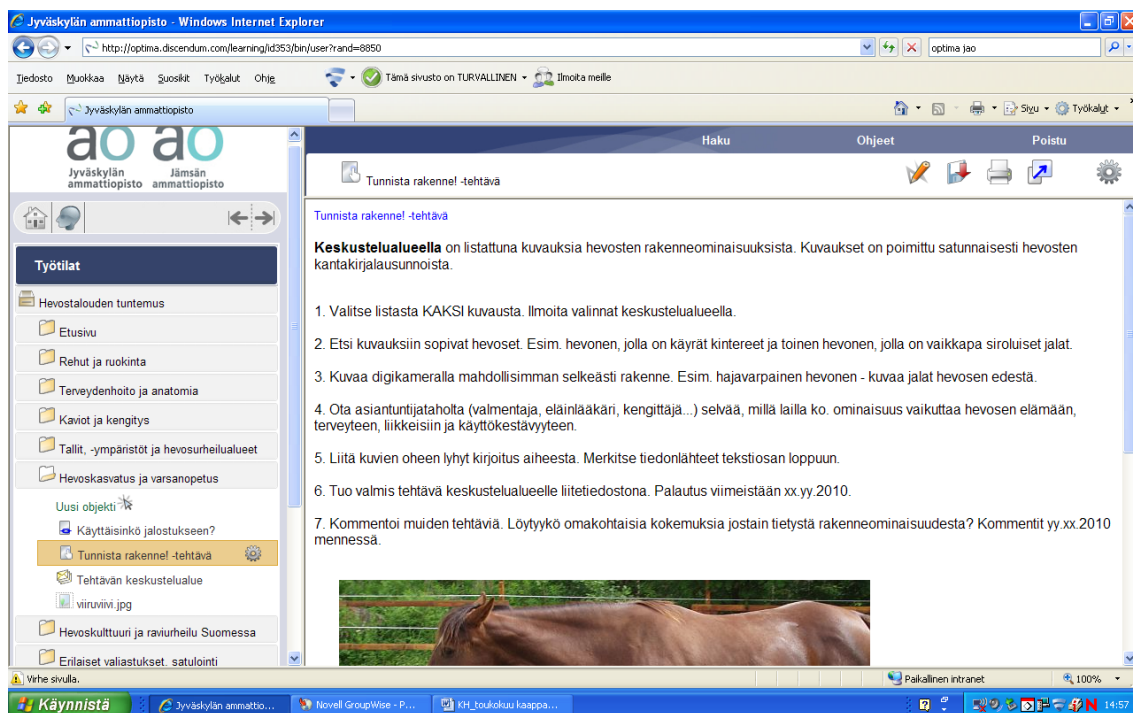 Jyväskylän ammattiopisto - Windows Internet Explorer
http://optima.discendum.com/learning/id353/bin/user?rand=8850
optima jao
Tiedosto Muokkaa Näytä Suosikit Työkalut Ohje
Tämä sivusto on TURVALLINEN
Ilmoita meille
Jyväskylän ammattiopisto
Sivu
Työkalut
ao ao
Jyväskylän ammattiopisto
Jämsän ammattiopisto
Haku Ohjeet Poistu
Tunnista rakenne! -tehtävä
Työtilat
Hevostalouden tuntemus
Etusivu
Rehut ja ruokinta
Terveydenhoito ja anatomia
Kaviot ja kengitys
Tallit, -ympäristöt ja hevosurheilualueet
Hevoskasvatus ja varsanopetus
Uusi objekti
Käyttäisinkö jalostukseen?
Tunnista rakenne! -tehtävä
Tehtävän keskustelualue
viiruviivi.jpg
Hevoskulttuuri ja raviurheilu Suomessa
Erilaiset valjastukset, satulointi
Tunnista rakenne! -tehtävä
Keskustelualueella on listattuna kuvauksia hevosten rakenneominaisuuksista. Kuvaukset on poimittu satunnaisesti hevosten
kantakirjalausunnoista.
1. Valitse listasta KAKSI kuvausta. Ilmoita valinnat keskustelualueella.
2. Etsi kuvauksiin sopivat hevoset. Esim. hevonen, jolla on käyrät kintereet ja toinen hevonen, jolla on vaikkapa siroluiset jalat.
3. Kuvaa digikameralla mahdollisimman selkeästi rakenne. Esim. hajavarpainen hevonen - kuvaa jalat hevosen edestä.
4. Ota asiantuntijataholta (valmentaja, eläinlääkäri, kengittäjä...) selvää, millä lailla ko. ominaisuus vaikuttaa hevosen elämään,
terveyteen, liikkeisiin ja käyttökestävyyteen.
5. Liitä kuvien oheen lyhyt kirjoitus aiheesta. Merkitse tiedonlähteet tekstiosan loppuun.
6. Tuo valmis tehtävä keskustelualueelle liitetiedostona. Palautus viimeistään xx.yy.2010.
7. Kommentoi muiden tehtäviä. Löytyykö omakohtaisia kokemuksia jostain tietystä rakenneominaisuudesta? Kommentit yy.xx.2010
mennessä.
Virhe sivulla.
Paikallinen intranet
100%
Käynnistä
Jyväskylän ammattio...
Novell GroupWise - P...
KH_toukokuu kaappa...
14:57